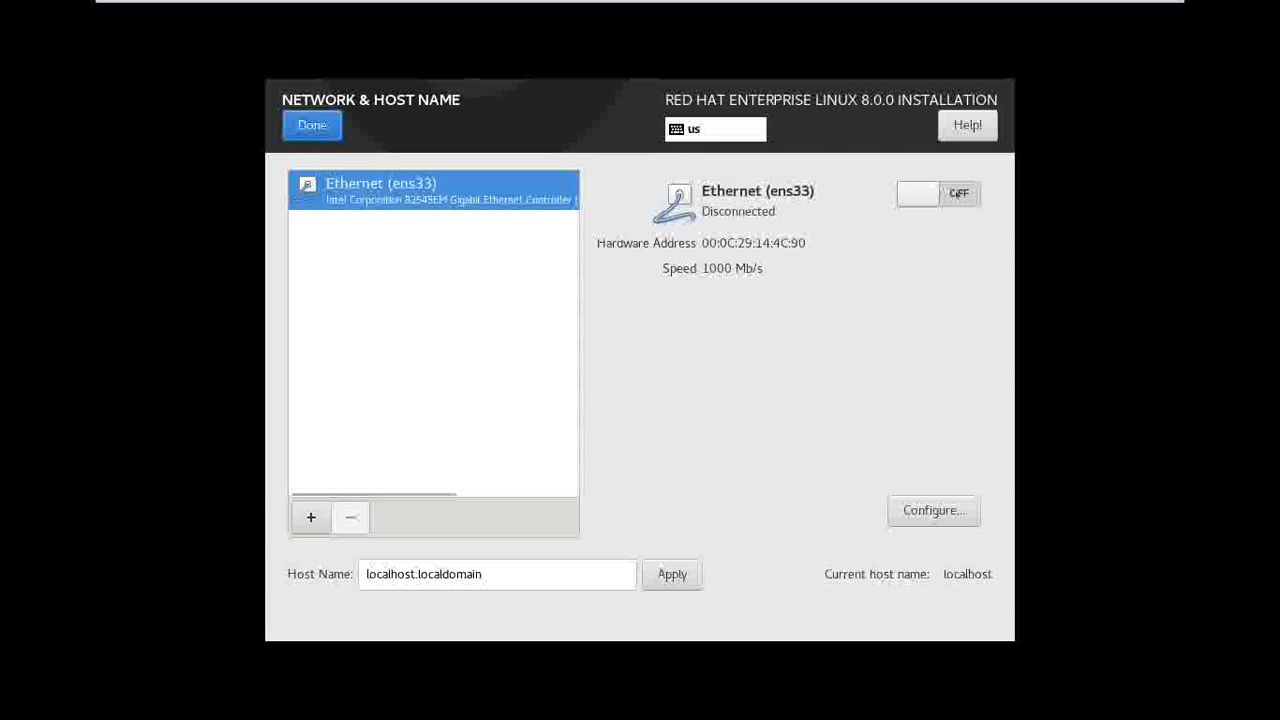 NETWORK & HOST NAME
RED HAT ENTERPRISE LINUX 8.0.0 INSTALLATION
Done
us
Help!
Ethernet (ens33)
Intel Corporation 82545EM Gigabit Ethernet Controller (
Ethernet (ens33)
Disconnected
OFF
Hardware Address 00:0C:29:14:4C:90
Speed 1000 Mb/s
+
−
Configure...
Host Name: localhost.localdomain
Apply
Current host name: localhost